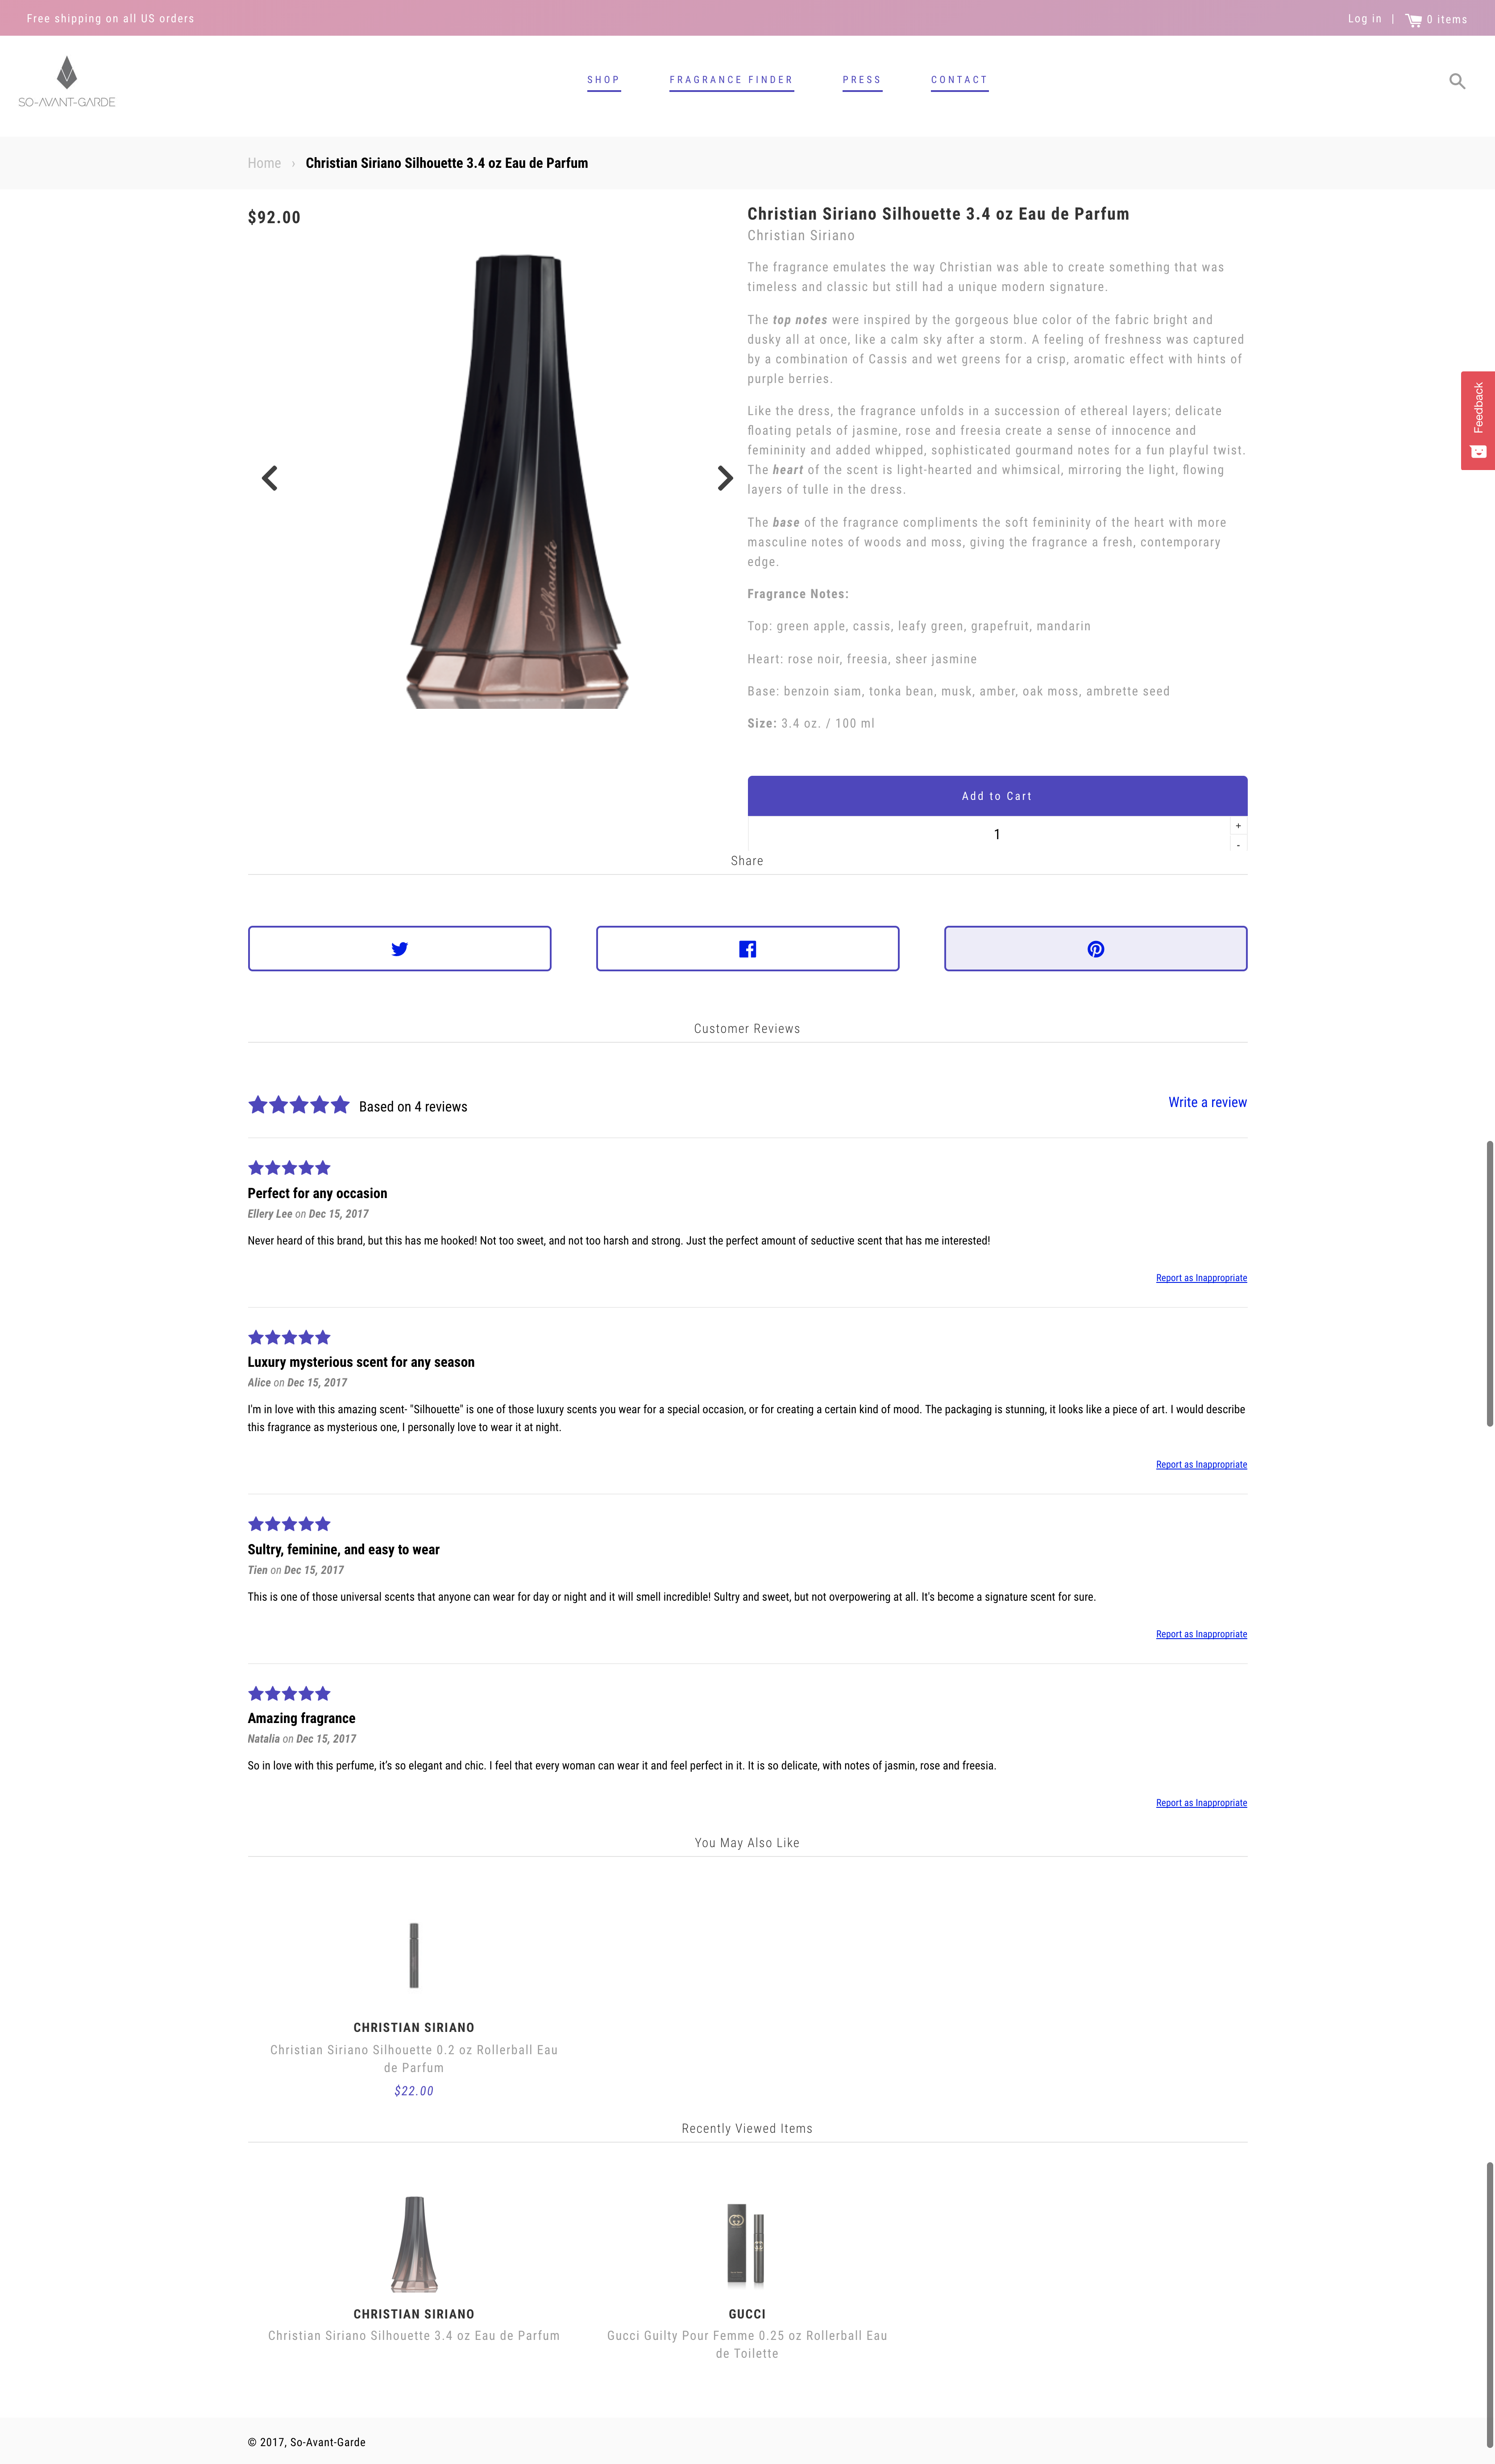 Free shipping on all US orders
Log in | 0 items
SO-AVANT-GARDE
SHOP
FRAGRANCE FINDER
PRESS
CONTACT
Home › Christian Siriano Silhouette 3.4 oz Eau de Parfum
$92.00
Silhouette
Christian Siriano Silhouette 3.4 oz Eau de Parfum
Christian Siriano
The fragrance emulates the way Christian was able to create something that was
timeless and classic but still had a unique modern signature.
The top notes were inspired by the gorgeous blue color of the fabric bright and
dusky all at once, like a calm sky after a storm. A feeling of freshness was captured
by a combination of Cassis and wet greens for a crisp, aromatic effect with hints of
purple berries.
Like the dress, the fragrance unfolds in a succession of ethereal layers; delicate
floating petals of jasmine, rose and freesia create a sense of innocence and
femininity and added whipped, sophisticated gourmand notes for a fun playful twist.
The heart of the scent is light-hearted and whimsical, mirroring the light, flowing
layers of tulle in the dress.
The base of the fragrance compliments the soft femininity of the heart with more
masculine notes of woods and moss, giving the fragrance a fresh, contemporary
edge.
Fragrance Notes:
Top: green apple, cassis, leafy green, grapefruit, mandarin
Heart: rose noir, freesia, sheer jasmine
Base: benzoin siam, tonka bean, musk, amber, oak moss, ambrette seed
Size: 3.4 oz. / 100 ml
Feedback
Add to Cart
1
+
-
Share
Customer Reviews
Based on 4 reviews
Write a review
Perfect for any occasion
Ellery Lee on Dec 15, 2017
Never heard of this brand, but this has me hooked! Not too sweet, and not too harsh and strong. Just the perfect amount of seductive scent that has me interested!
Report as Inappropriate
Luxury mysterious scent for any season
Alice on Dec 15, 2017
I'm in love with this amazing scent- "Silhouette" is one of those luxury scents you wear for a special occasion, or for creating a certain kind of mood. The packaging is stunning, it looks like a piece of art. I would describe
this fragrance as mysterious one, I personally love to wear it at night.
Report as Inappropriate
Sultry, feminine, and easy to wear
Tien on Dec 15, 2017
This is one of those universal scents that anyone can wear for day or night and it will smell incredible! Sultry and sweet, but not overpowering at all. It's become a signature scent for sure.
Report as Inappropriate
Amazing fragrance
Natalia on Dec 15, 2017
So in love with this perfume, it's so elegant and chic. I feel that every woman can wear it and feel perfect in it. It is so delicate, with notes of jasmin, rose and freesia.
Report as Inappropriate
You May Also Like
CHRISTIAN SIRIANO
Christian Siriano Silhouette 0.2 oz Rollerball Eau
de Parfum
$22.00
Recently Viewed Items
CHRISTIAN SIRIANO
Christian Siriano Silhouette 3.4 oz Eau de Parfum
GUCCI
Gucci Guilty Pour Femme 0.25 oz Rollerball Eau
de Toilette
© 2017, So-Avant-Garde